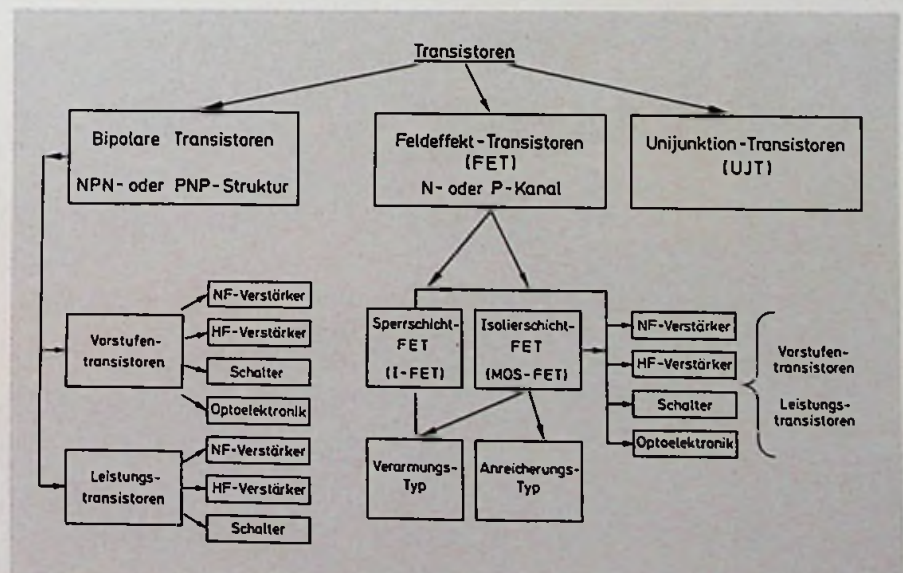 Transistoren
Bipolare Transistoren
NPN- oder PNP-Struktur
Feldeffekt-Transistoren
(FET)
N- oder P-Kanal
Unijunktion-Transistoren
(UJT)
Vorstufen-
transistoren
NF-Verstärker
HF-Verstärker
Schalter
Optoelektronik
Leistungs-
transistoren
NF-Verstärker
HF-Verstärker
Schalter
Sperrschicht-
FET
(I-FET)
Isolierschicht-
FET
(MOS-FET)
Verarmungs-
Typ
Anreicherungs-
Typ
NF-Verstärker
HF-Verstärker
Schalter
Optoelektronik
Vorstufen-
transistoren
Leistungs-
transistoren